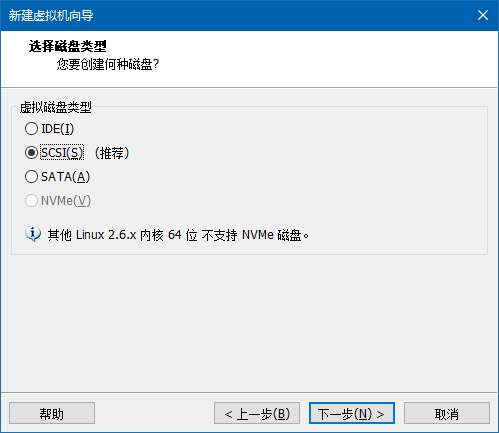 新建虚拟机向导
选择磁盘类型
您要创建何种磁盘?
虚拟磁盘类型
IDE(I)
SCSI(S) (推荐)
SATA(A)
NVMe(V)
其他 Linux 2.6.x 内核 64 位 不支持 NVMe 磁盘。
帮助 < 上一步(B) 下一步(N) > 取消